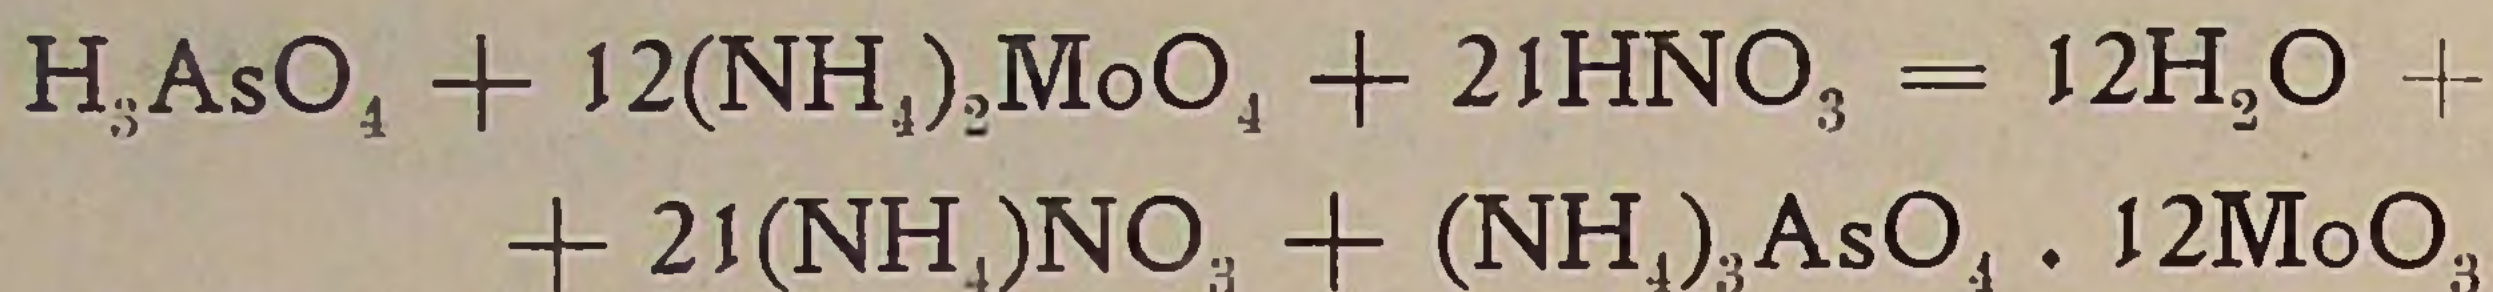 H₃AsO₄ + 12(NH₄)₂MoO₄ + 21HNO₃ = 12H₂O +
+ 21(NH₄)NO₃ + (NH₄)₃AsO₄ . 12MoO₃